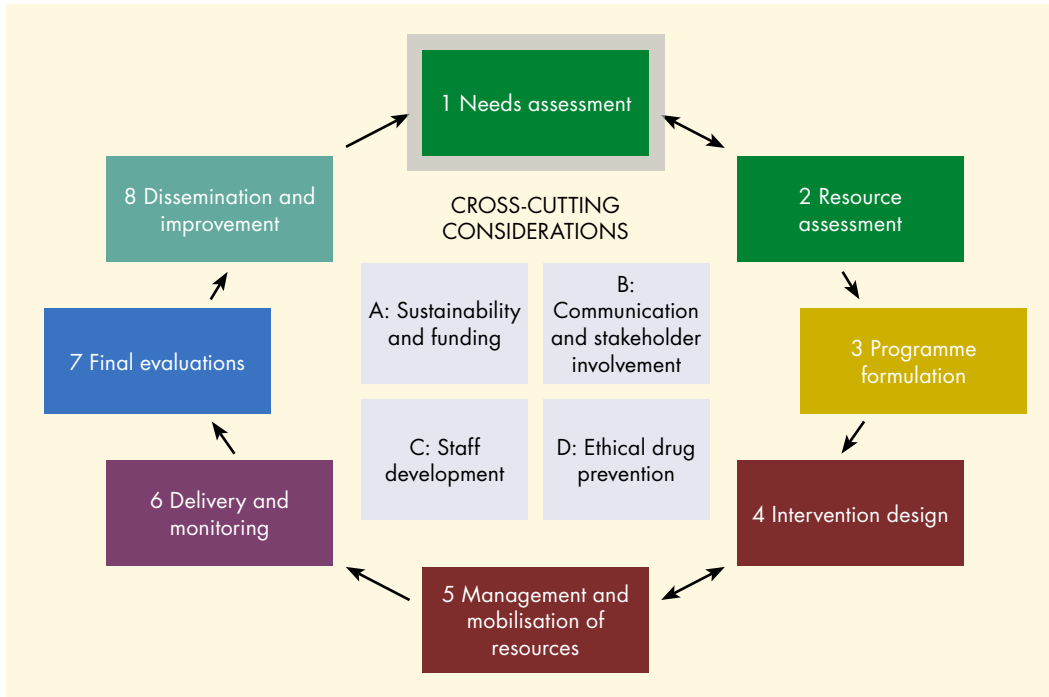 1 Needs assessment
2 Resource
assessment
3 Programme
formulation
4 Intervention design
5 Management and
mobilisation of
resources
6 Delivery and
monitoring
7 Final evaluations
8 Dissemination and
improvement
CROSS-CUTTING
CONSIDERATIONS
A: Sustainability
and funding
B:
Communication
and stakeholder
involvement
C: Staff
development
D: Ethical drug
prevention